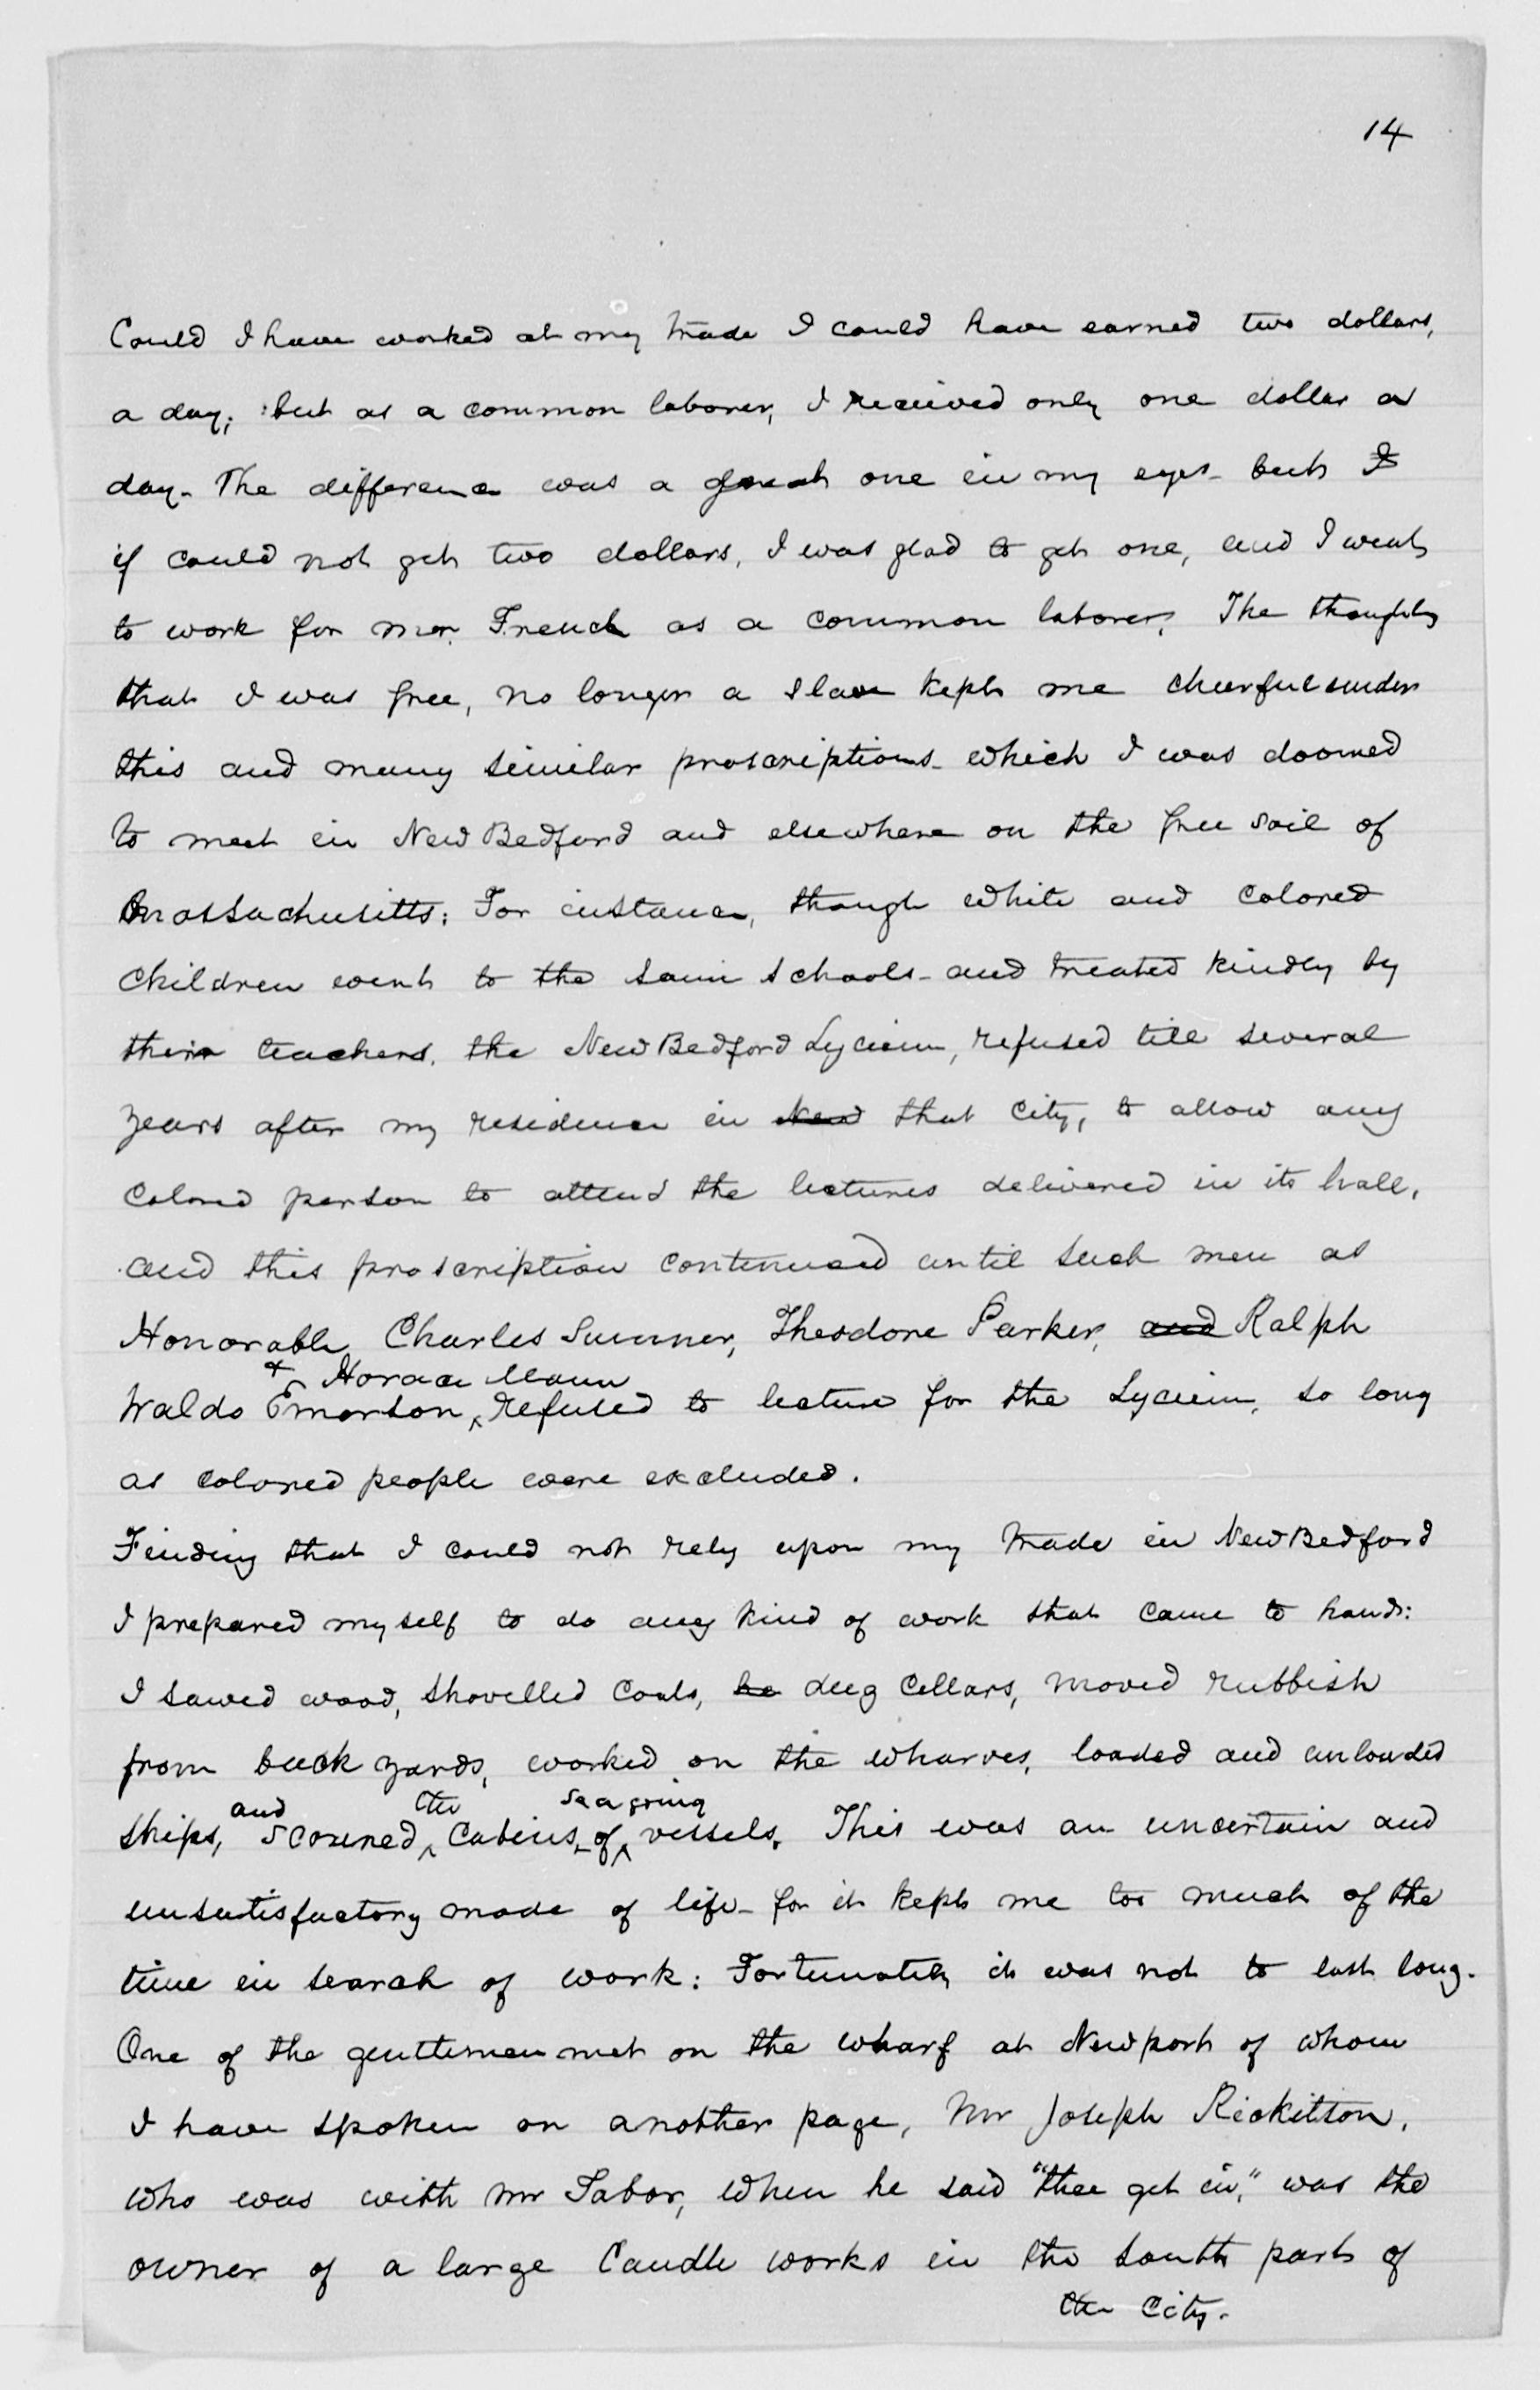 14
Could I have worked at my trade I could have earned two dollars,
a day; but as a common laborer, I received only one dollar a
day. The difference was a great one in my eyes - but I
if could not get two dollars, I was glad to get one, and I went
to work for Mr. French as a common laborer. The thought
that I was free, no longer a slave kept me cheerful under
this and many similar proscriptions - which I was doomed
to meet in New Bedford and elsewhere on the free soil of
Massachusetts: For instance, though white and colored
children went to the same schools - and treated kindly by
their teachers, the New Bedford Lyceum, refused till several
years after my residence in New that city, to allow any
colored person to attend the lectures delivered in its hall,
and this proscription continued until such men as
Honorable Charles Sumner, Theodore Parker, and Ralph
& Horace Mann
Waldo Emerson, refused to lecture for the Lyceum, so long
as colored people were excluded.
Finding that I could not rely upon my trade in New Bedford
I prepared myself to do any kind of work that came to hand:
I sawed wood, shovelled coals, he dug cellars, moved rubbish
from back yards, worked on the wharves, loaded and unloaded
and the seagoing
ships, scoured cabins, of vessels. This was an uncertain and
unsatisfactory mode of life - for it kept me too much of the
time in search of work: Fortunately it was not to last long.
One of the gentlemen met on the wharf at Newport of whom
I have spoken on another page, Mr Joseph Ricketson,
who was with Mr Tabor, when he said "thee get in," was the
owner of a large Candle works in the south part of
the City.